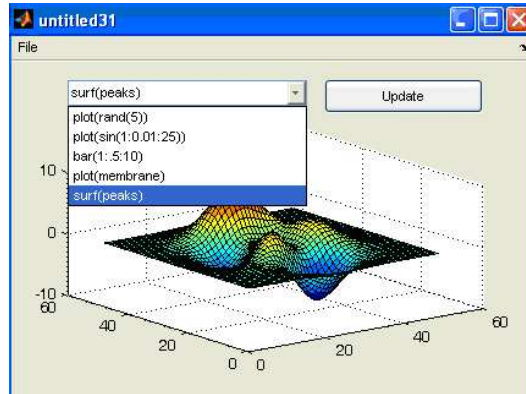 untitled31
File
surf(peaks)
Update
plot(rand(5))
plot(sin(1:0.01:25))
bar(1:.5:10)
plot(membrane)
surf(peaks)
10
0
-10
60
40
20
0
0
20
40
60